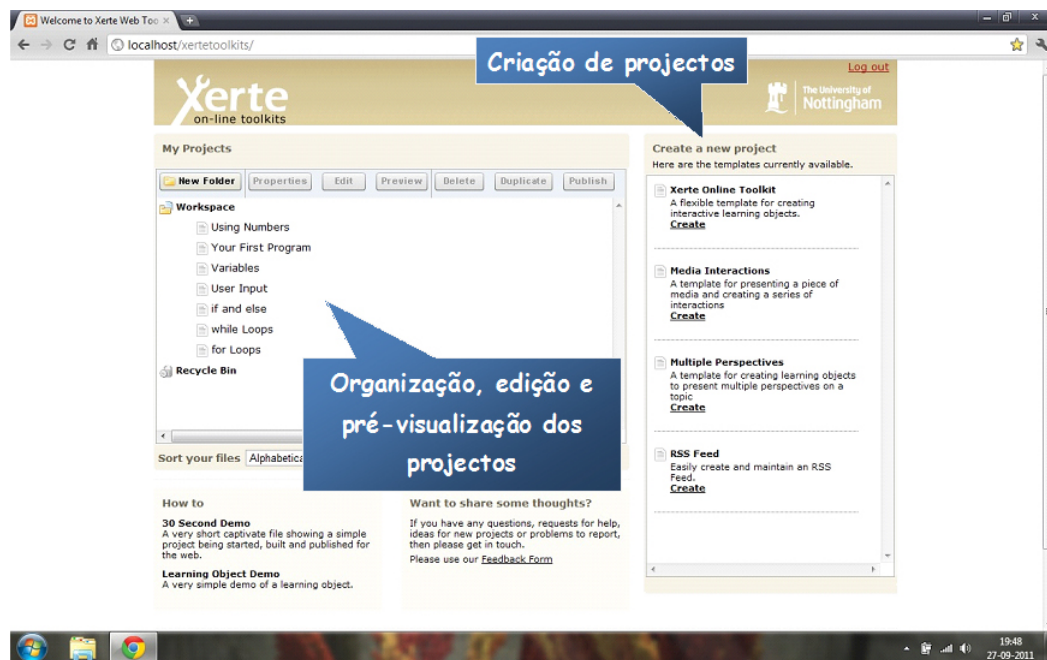 Welcome to Xerte Web Too
localhost/xertetoolkits/
Criação de projectos
Log out
Xerte
on-line toolkits
The University of
Nottingham
My Projects
New Folder Properties Edit Preview Delete Duplicate Publish
Workspace
Using Numbers
Your First Program
Variables
User Input
if and else
while Loops
for Loops
Recycle Bin
Organização, edição e
pré-visualização dos
projectos
Sort your files
How to
30 Second Demo
A very short captivate file showing a simple
project being started, built and published for
the web.
Learning Object Demo
A very simple demo of a learning object.
Want to share some thoughts?
If you have any questions, requests for help,
ideas for new projects or problems to report,
then please get in touch.
Please use our Feedback Form
Create a new project
Here are the templates currently available.
Xerte Online Toolkit
A flexible template for creating
interactive learning objects.
Create
Media Interactions
A template for presenting a piece of
media and creating a series of
interactions
Create
Multiple Perspectives
A template for creating learning objects
to present multiple perspectives on a
topic
Create
RSS Feed
Easily create and maintain an RSS
Feed.
Create
19:48
27-09-2011